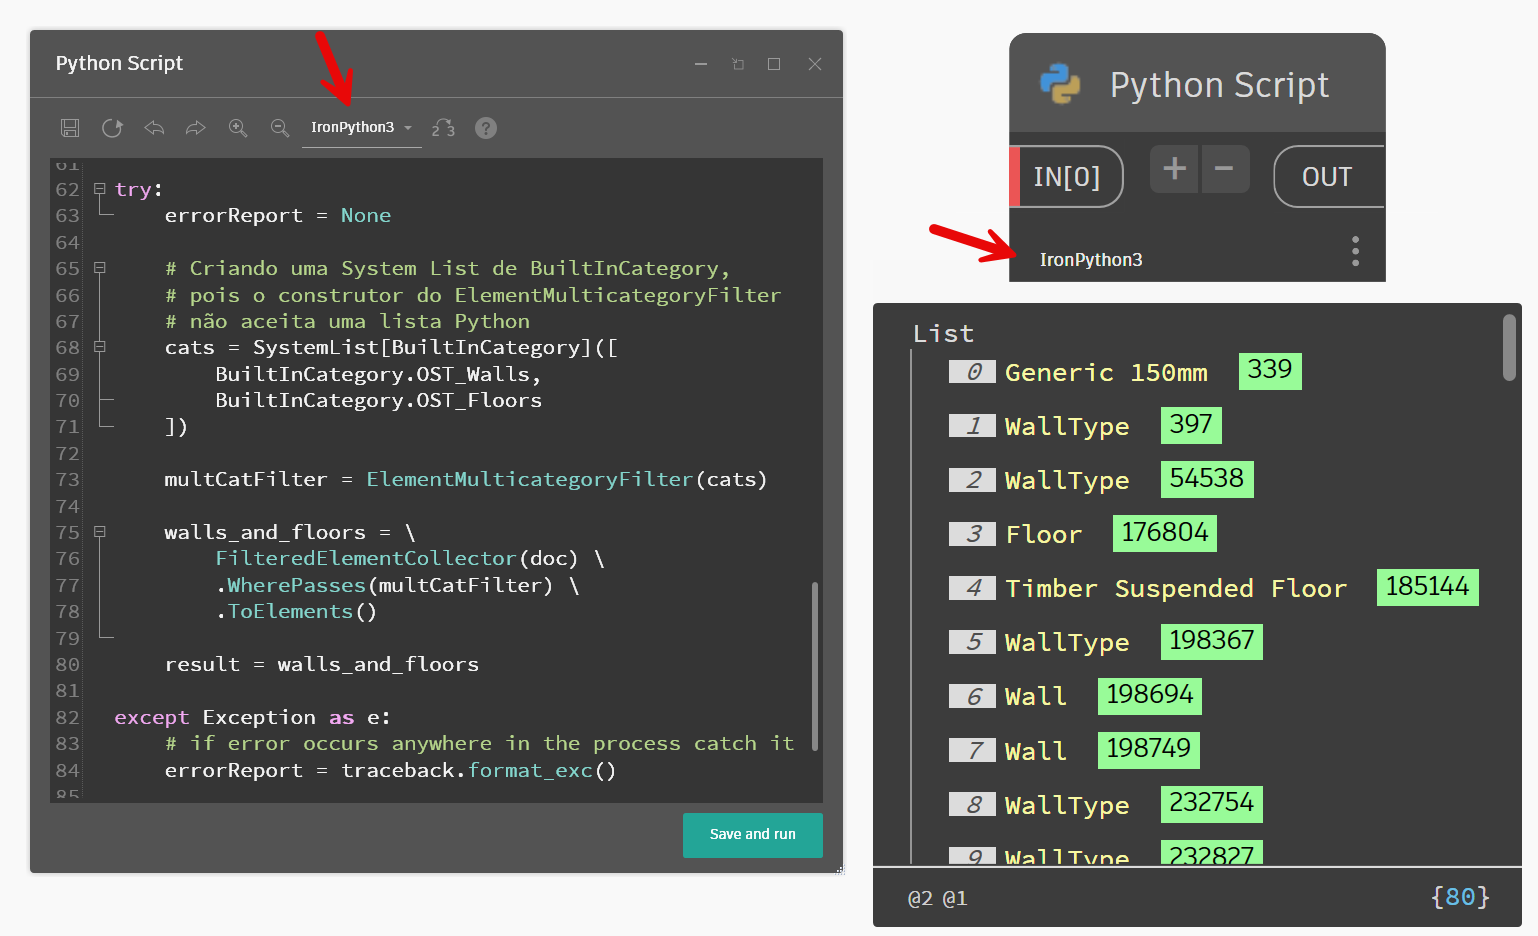 Python Script
IronPython3
2 3
?
61
62 try:
63     errorReport = None
64
65     # Criando uma System List de BuiltInCategory,
66     # pois o construtor do ElementMulticategoryFilter
67     # não aceita uma lista Python
68     cats = SystemList[BuiltInCategory]([
69         BuiltInCategory.OST_Walls,
70         BuiltInCategory.OST_Floors
71     ])
72
73     multCatFilter = ElementMulticategoryFilter(cats)
74
75     walls_and_floors = \
76         FilteredElementCollector(doc) \
77         .WherePasses(multCatFilter) \
78         .ToElements()
79
80     result = walls_and_floors
81
82 except Exception as e:
83     # if error occurs anywhere in the process catch it
84     errorReport = traceback.format_exc()
85
Save and run
Python Script
IN[0] + - OUT
IronPython3
List
0 Generic 150mm 339
1 WallType 397
2 WallType 54538
3 Floor 176804
4 Timber Suspended Floor 185144
5 WallType 198367
6 Wall 198694
7 Wall 198749
8 WallType 232754
9 WallType 232827
@2 @1 {80}